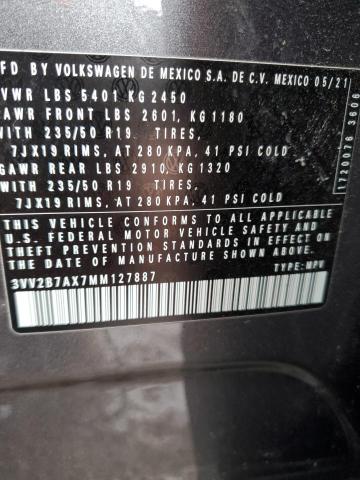 MFD BY VOLKSWAGEN DE MEXICO S.A. DE C.V. MEXICO 05/21
VWR LBS 5401 KG 2450
AWR FRONT LBS 2601, KG 1180
WITH 235/50 R19 TIRES,
7JX19 RIMS, AT 280 KPA, 41 PSI COLD
GAWR REAR LBS 2910, KG 1320
WITH 235/50 R19 TIRES,
7JX19 RIMS, AT 280 KPA, 41 PSI COLD
THIS VEHICLE CONFORMS TO ALL APPLICABLE
U.S. FEDERAL MOTOR VEHICLE SAFETY AND
THEFT PREVENTION STANDARDS IN EFFECT ON
THE DATE OF MANUFACTURE SHOWN ABOVE.
3VV2B7AX7MM127887 TYPE: MPV
1720076 3606